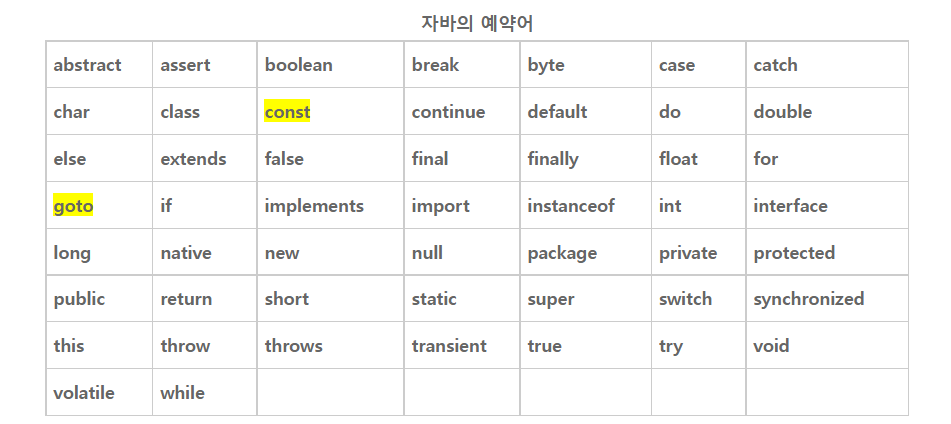 자바의 예약어
abstract assert boolean break byte case catch
char class const continue default do double
else extends false final finally float for
goto if implements import instanceof int interface
long native new null package private protected
public return short static super switch synchronized
this throw throws transient true try void
volatile while